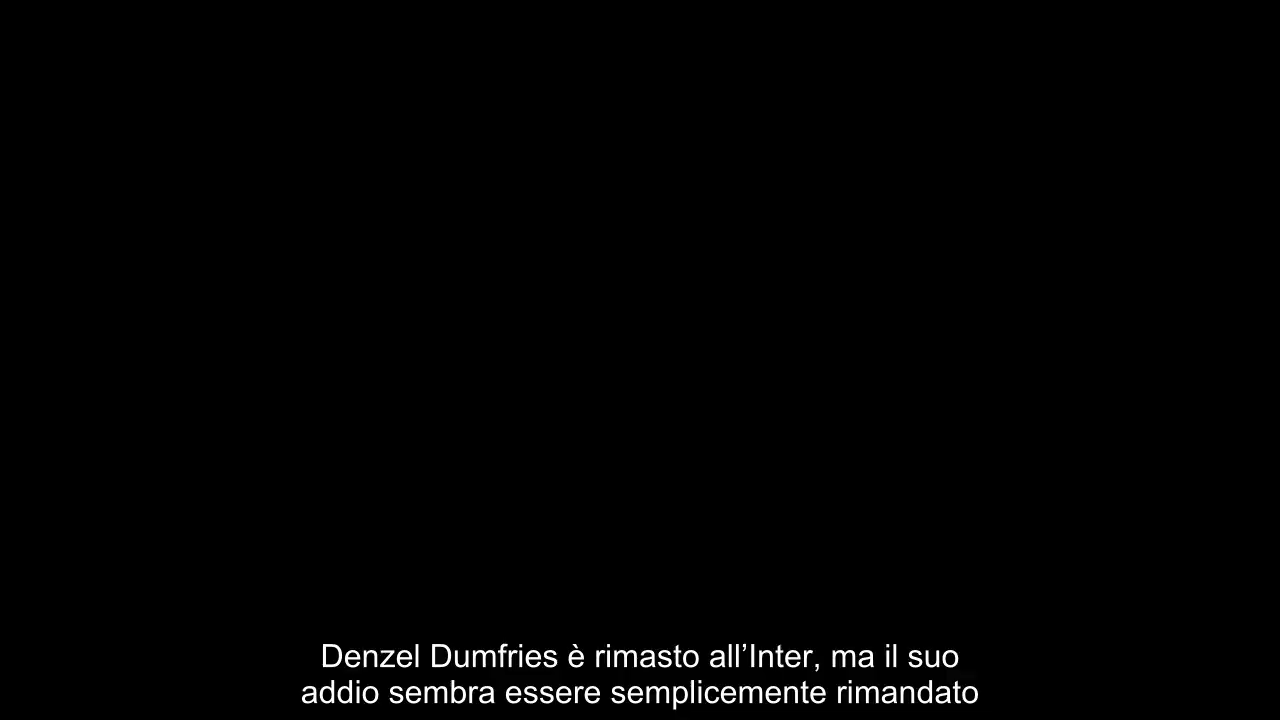 Denzel Dumfries è rimasto all’Inter, ma il suo
addio sembra essere semplicemente rimandato